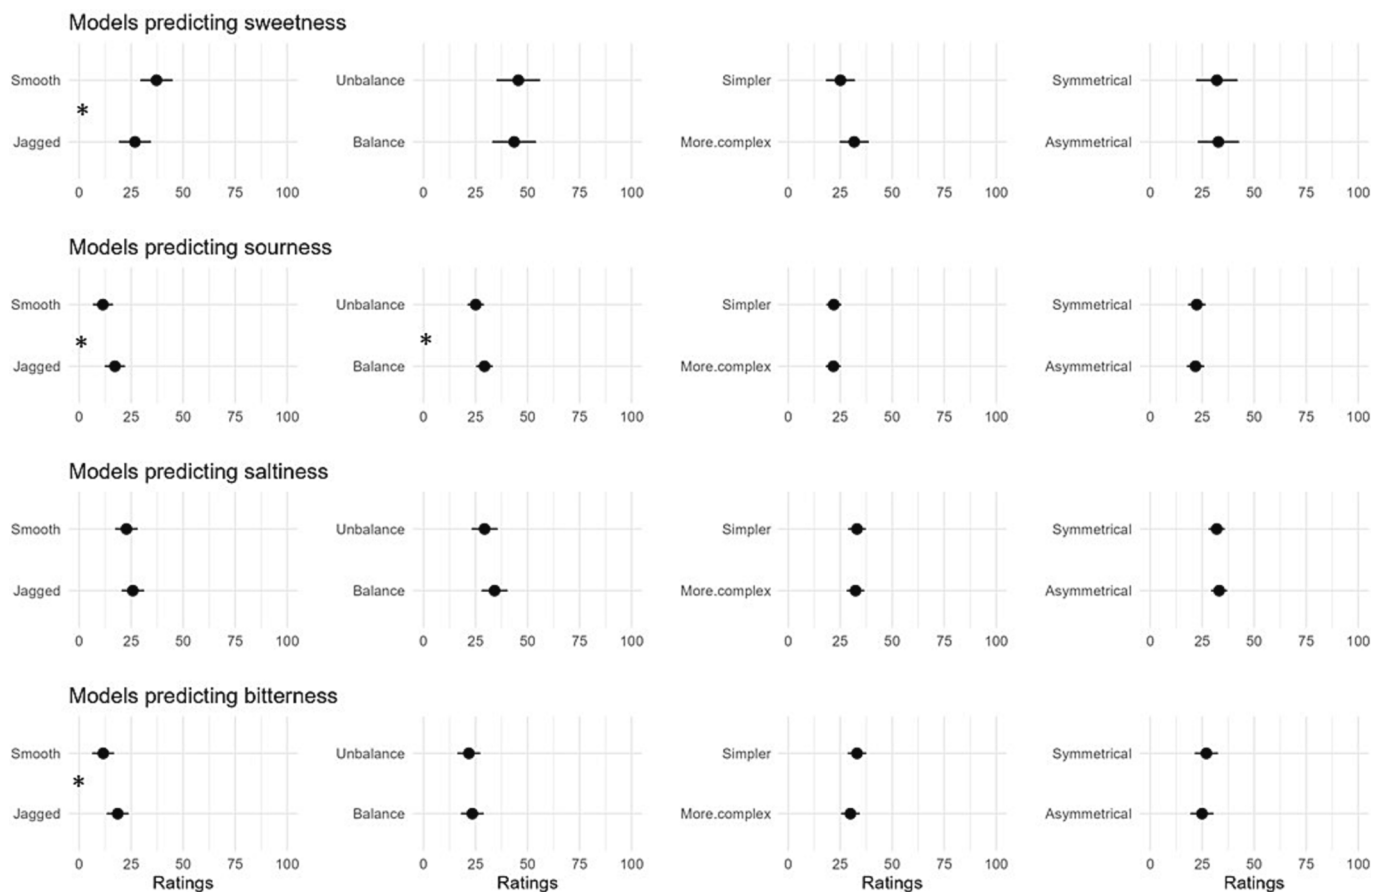 Models predicting sweetness
Smooth Unbalance Simpler Symmetrical
*
Jagged Balance More.complex Asymmetrical
0 25 50 75 100 0 25 50 75 100 0 25 50 75 100 0 25 50 75 100
Models predicting sourness
Smooth Unbalance Simpler Symmetrical
* *
Jagged Balance More.complex Asymmetrical
0 25 50 75 100 0 25 50 75 100 0 25 50 75 100 0 25 50 75 100
Models predicting saltiness
Smooth Unbalance Simpler Symmetrical
Jagged Balance More.complex Asymmetrical
0 25 50 75 100 0 25 50 75 100 0 25 50 75 100 0 25 50 75 100
Models predicting bitterness
Smooth Unbalance Simpler Symmetrical
*
Jagged Balance More.complex Asymmetrical
0 25 50 75 100 0 25 50 75 100 0 25 50 75 100 0 25 50 75 100
Ratings Ratings Ratings Ratings